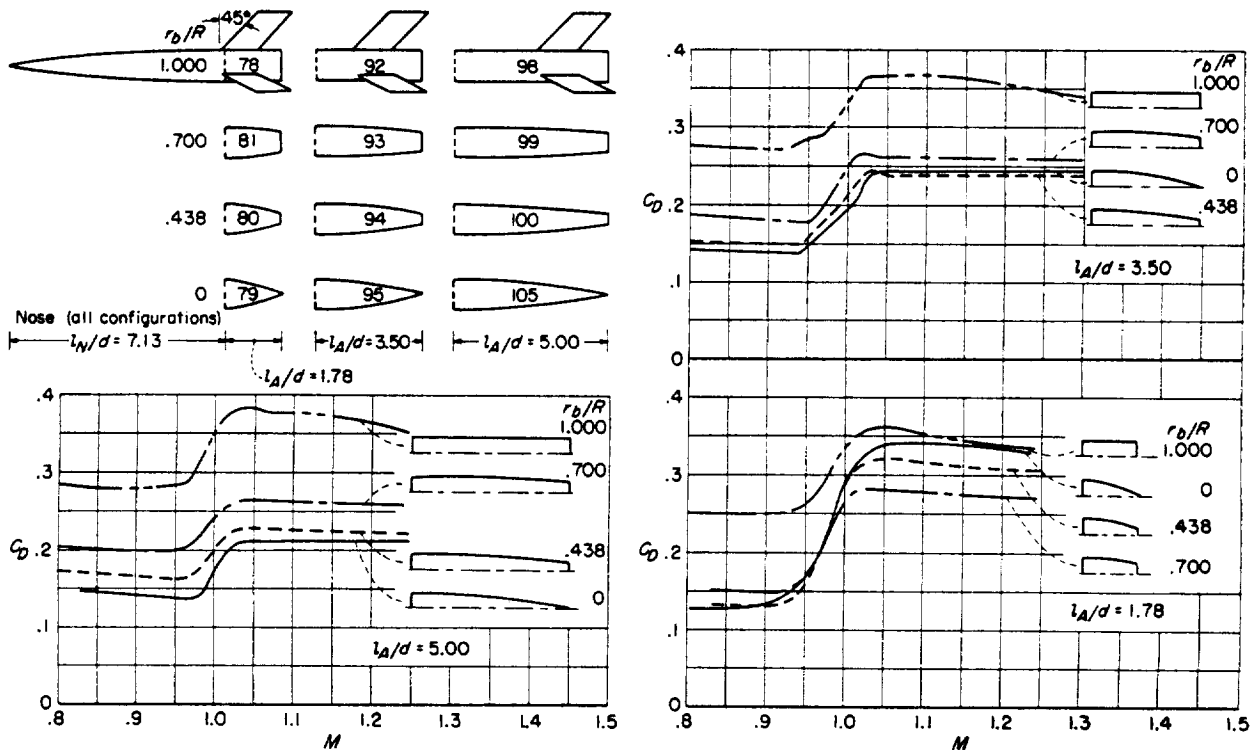 r_b/R 45°
1.000 78 92 98
.700 81 93 99
.438 80 94 100
0 79 95 105
Nose (all configurations)
l_N/d = 7.13 l_A/d = 3.50 l_A/d = 5.00
l_A/d = 1.78
.4
.3
C_D
.2
.1
0
r_b/R
1.000
.700
.438
0
l_A/d = 5.00
.8 .9 1.0 1.1 1.2 1.3 1.4 1.5
M
.4
.3
C_D
.2
.1
0
r_b/R
1.000
.700
0
.438
l_A/d = 3.50
.4
.3
C_D
.2
.1
0
r_b/R
1.000
0
.438
.700
l_A/d = 1.78
.8 .9 1.0 1.1 1.2 1.3 1.4 1.5
M